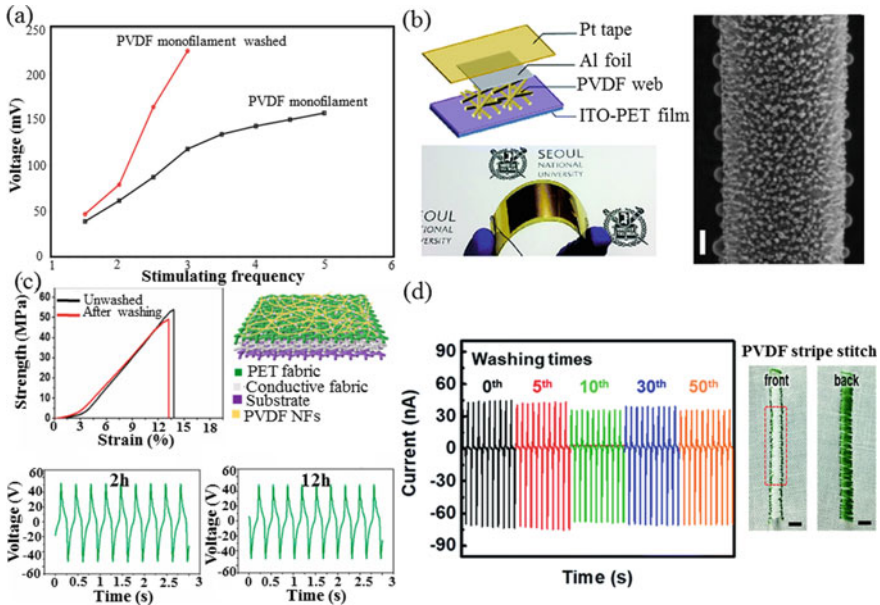 (a)
PVDF monofilament washed
PVDF monofilament
Voltage (mV)
250
200
150
100
50
0
1
2
3
4
5
6
Stimulating frequency
(b)
Pt tape
Al foil
PVDF web
ITO-PET film
SEOUL
NATIONAL
UNIVERSITY
SEOUL
NATIONAL
UNIVERSITY
(c)
Unwashed
After washing
Strength (MPa)
60
50
40
30
20
10
0
0
3
6
9
12
15
18
Strain (%)
PET fabric
Conductive fabric
Substrate
PVDF NFs
2h
Voltage (V)
60
40
20
0
-20
-40
-60
0 0.5 1 1.5 2 2.5 3
Time (s)
12h
Voltage (V)
60
40
20
0
-20
-40
0 0.5 1 1.5 2 2.5 3
Time (s)
(d)
Washing times
0th 5th 10th 30th 50th
Current (nA)
90
60
30
0
-30
-60
-90
Time (s)
PVDF stripe stitch
front
back